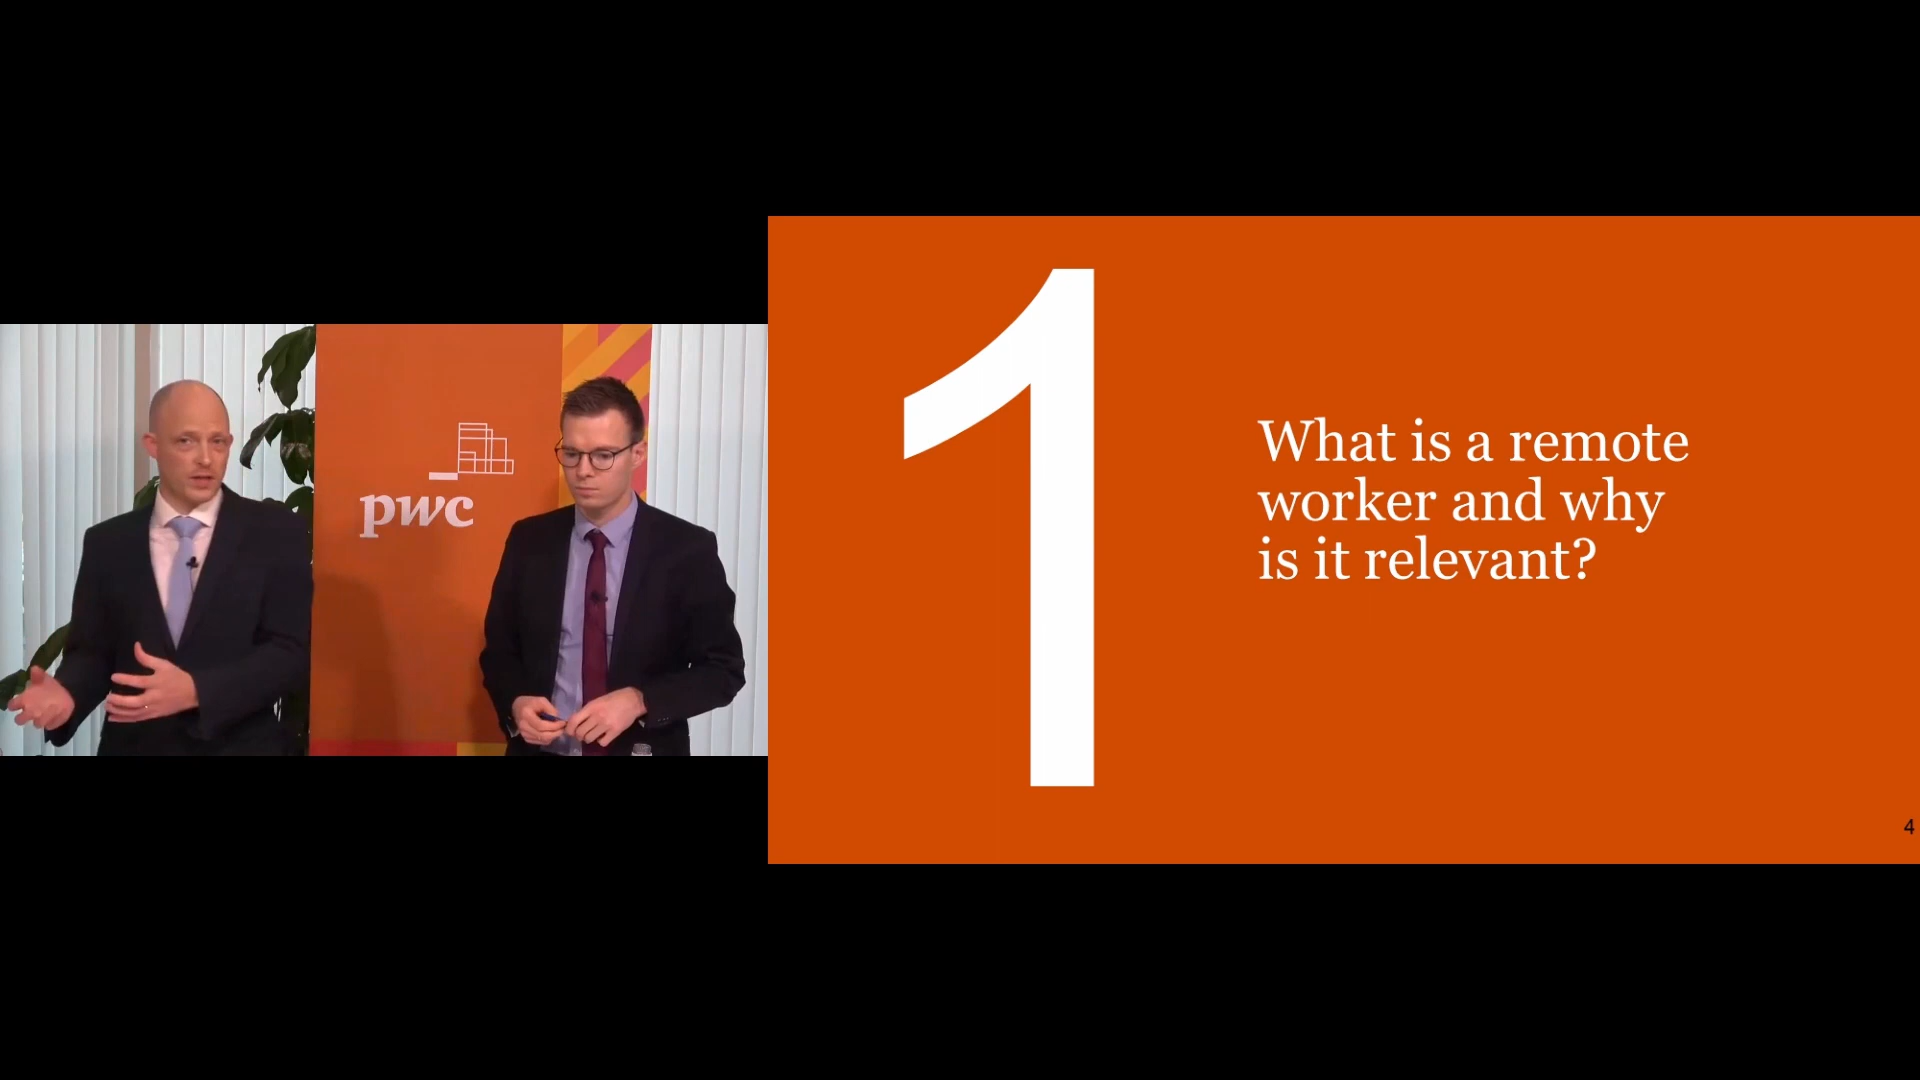 pwc
1
What is a remote
worker and why
is it relevant?
4